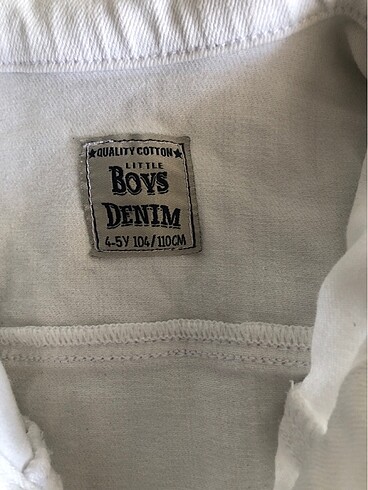 ★QUALITY COTTON★
LITTLE
BOYS
DENIM
4-5Y 104/110CM